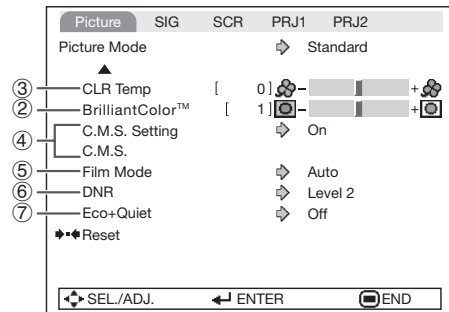 Picture SIG SCR PRJ1 PRJ2
Picture Mode Standard
③ CLR Temp [ 0] − +
② BrilliantColor™ [ 1] − +
④ C.M.S. Setting On
C.M.S.
⑤ Film Mode Auto
⑥ DNR Level 2
⑦ Eco+Quiet Off
Reset
SEL./ADJ. ENTER END